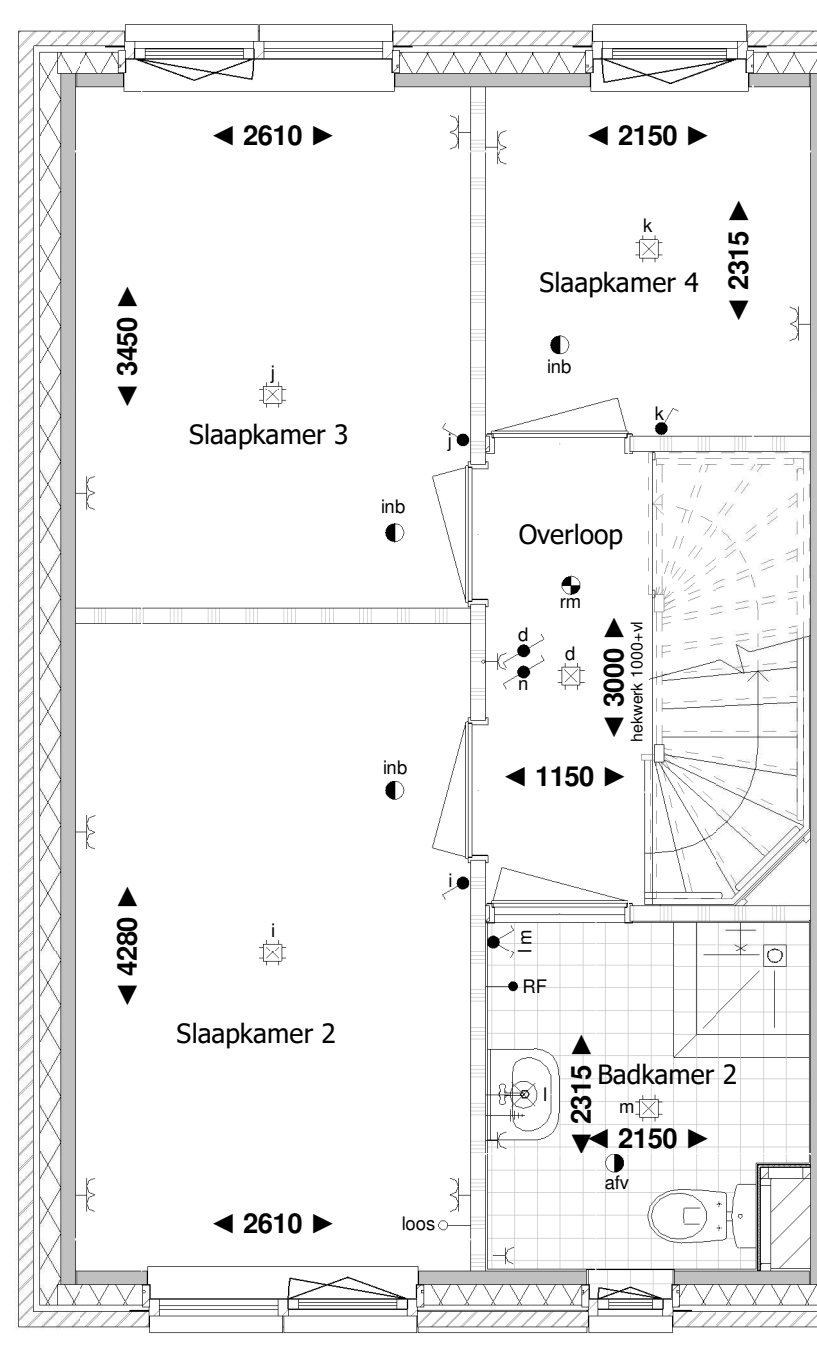 ◄ 2610 ►
◄ 2150 ►
k
◄ 2315 ►
Slaapkamer 4
◄ 3450 ►
inb
j
k
Slaapkamer 3
j
inb
Overloop
rm
d
d
n
◄ 3000 ►
hekwerk 1000+vl
inb
◄ 1150 ►
i
◄ 4280 ►
i
l m
RF
Slaapkamer 2
◄ 2315 ►
Badkamer 2
l
m
◄ 2150 ►
afv
◄ 2610 ►
loos